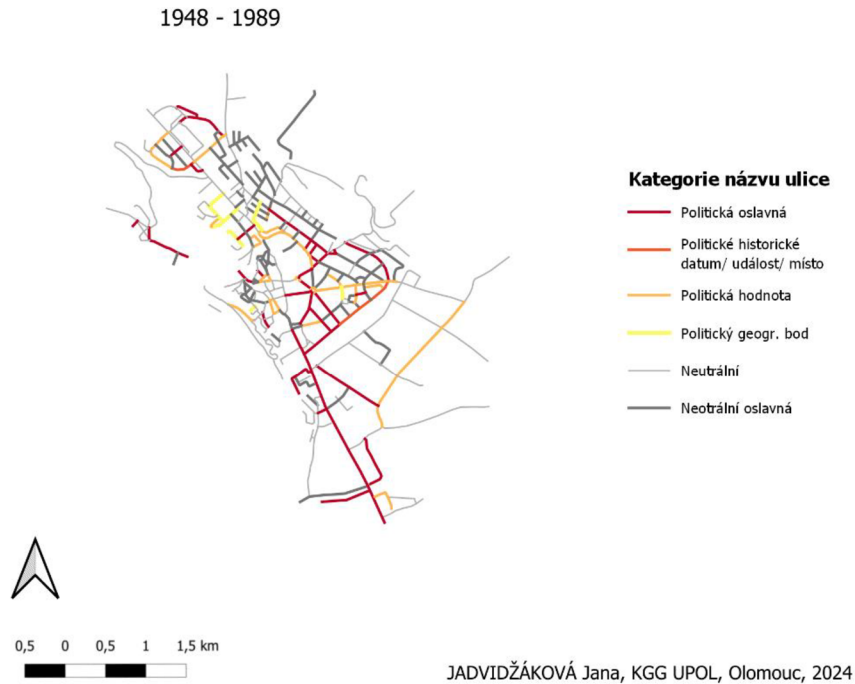 1948 - 1989
Kategorie názvu ulice
Politická oslavná
Politické historické
datum/ událost/ místo
Politická hodnota
Politický geogr. bod
Neutrální
Neotrální oslavná
0,5 0 0,5 1 1,5 km
JADVIDŽÁKOVÁ Jana, KGG UPOL, Olomouc, 2024